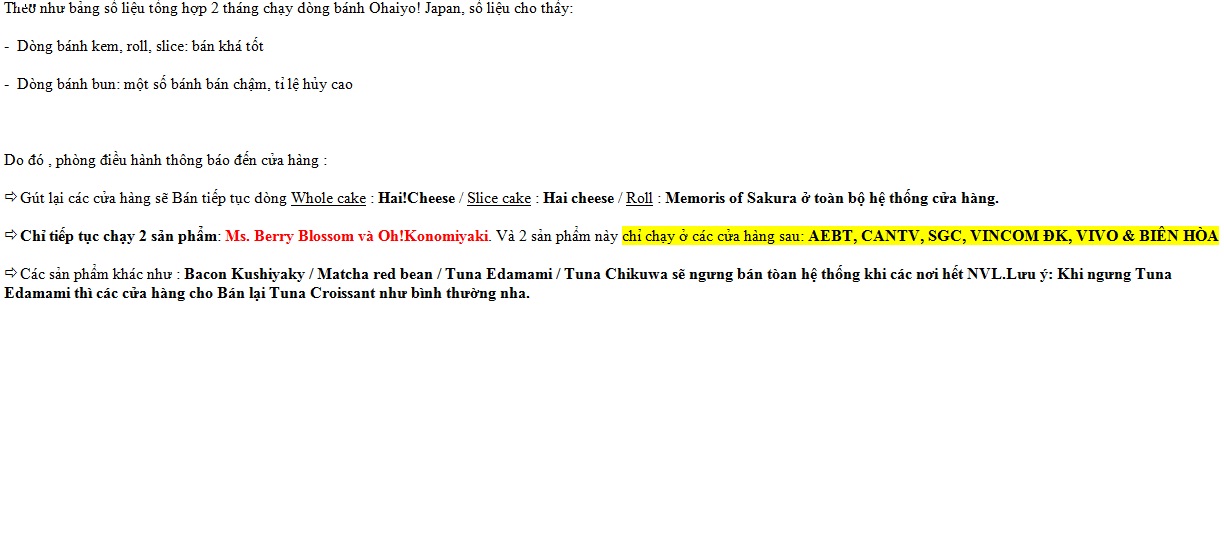 Theo như bảng số liệu tổng hợp 2 tháng chạy dòng bánh Ohaiyo! Japan, số liệu cho thấy:
- Dòng bánh kem, roll, slice: bán khá tốt
- Dòng bánh bun: một số bánh bán chậm, tỉ lệ hủy cao
Do đó , phòng điều hành thông báo đến cửa hàng :
⇨ Gút lại các cửa hàng sẽ Bán tiếp tục dòng Whole cake : Hai!Cheese / Slice cake : Hai cheese / Roll : Memoris of Sakura ở toàn bộ hệ thống cửa hàng.
⇨ Chỉ tiếp tục chạy 2 sản phẩm: Ms. Berry Blossom và Oh!Konomiyaki. Và 2 sản phẩm này chỉ chạy ở các cửa hàng sau: AEBT, CANTV, SGC, VINCOM ĐK, VIVO & BIÊN HÒA
⇨ Các sản phẩm khác như : Bacon Kushiyaky / Matcha red bean / Tuna Edamami / Tuna Chikuwa sẽ ngưng bán tòan hệ thống khi các nơi hết NVL.Lưu ý: Khi ngưng Tuna
Edamami thì các cửa hàng cho Bán lại Tuna Croissant như bình thường nha.